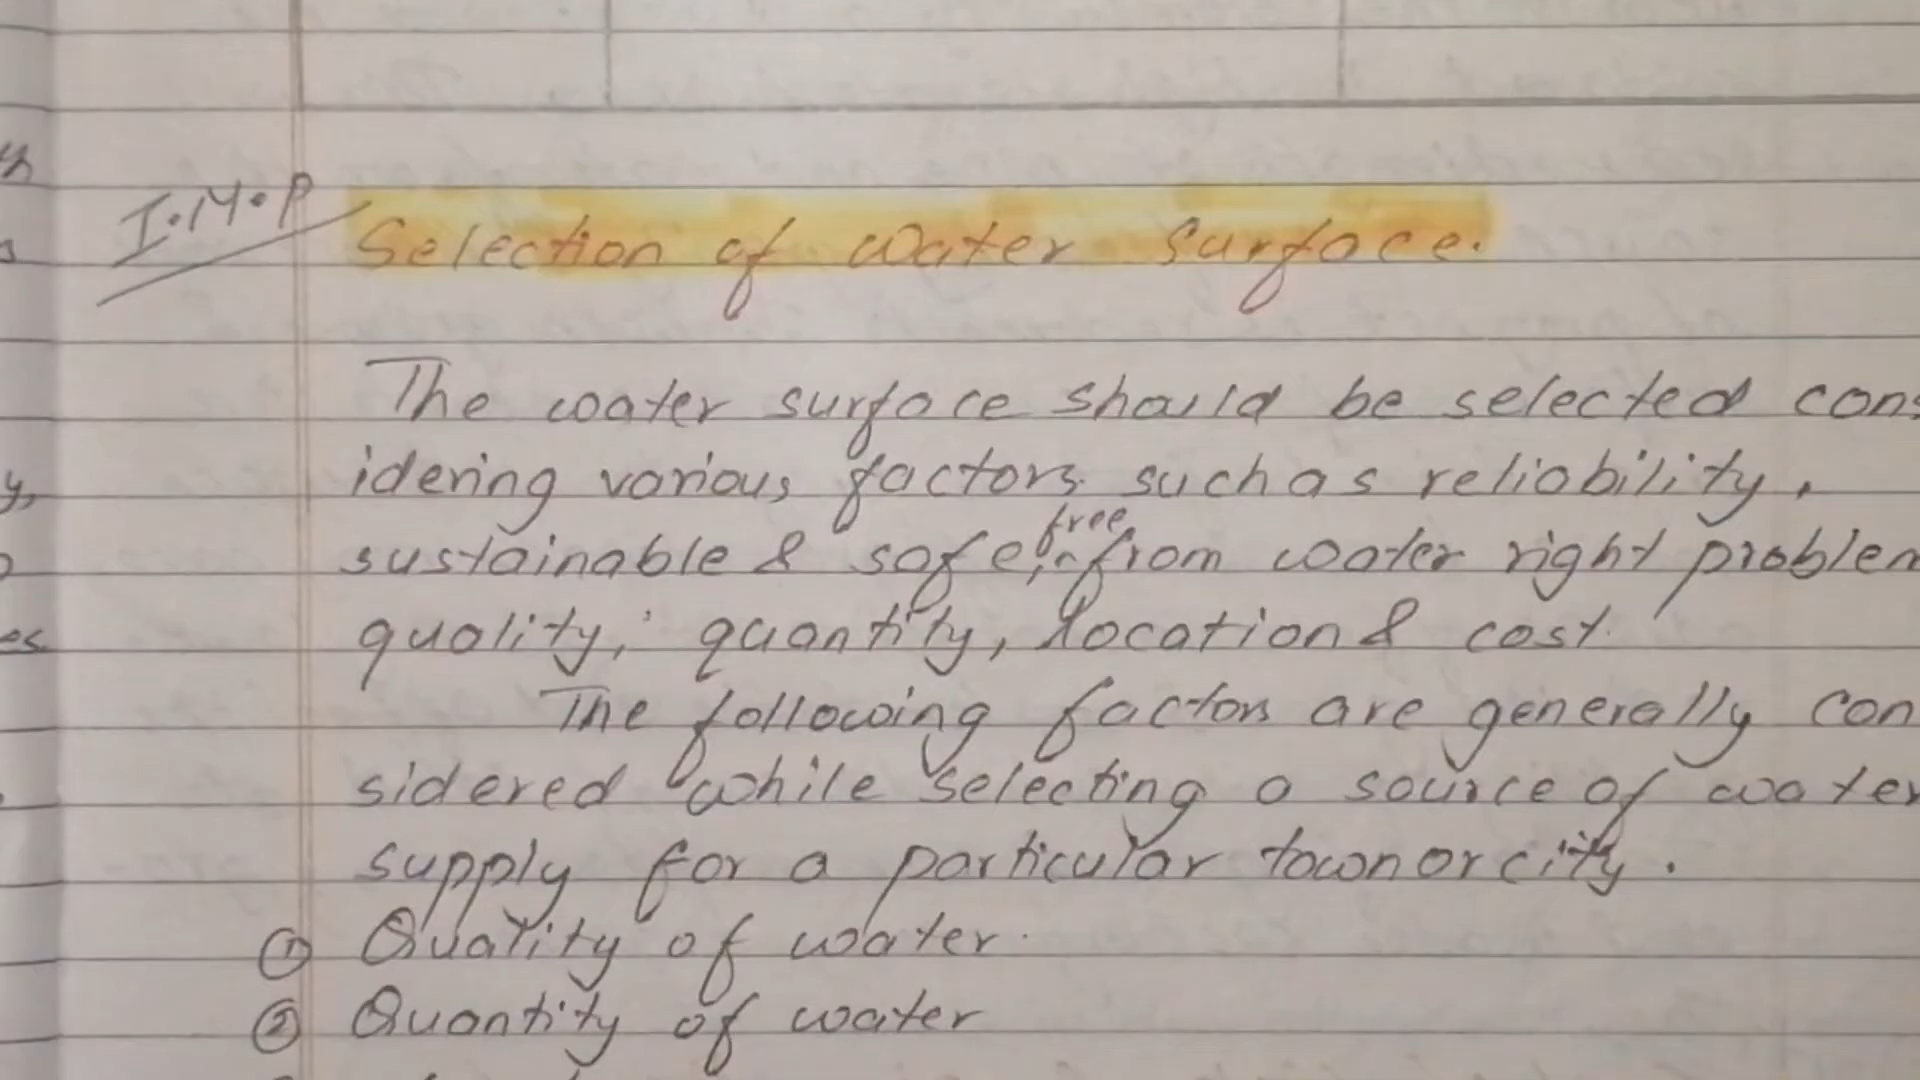 I.M.P
Selection of water surface.
The water surface should be selected cons
idering various factors such as reliability,
free
sustainable & safe, from water right problem
quality, quantity, location & cost.
The following factors are generally con
sidered while selecting a source of water
supply for a particular town or city.
① Quality of water.
② Quantity of water